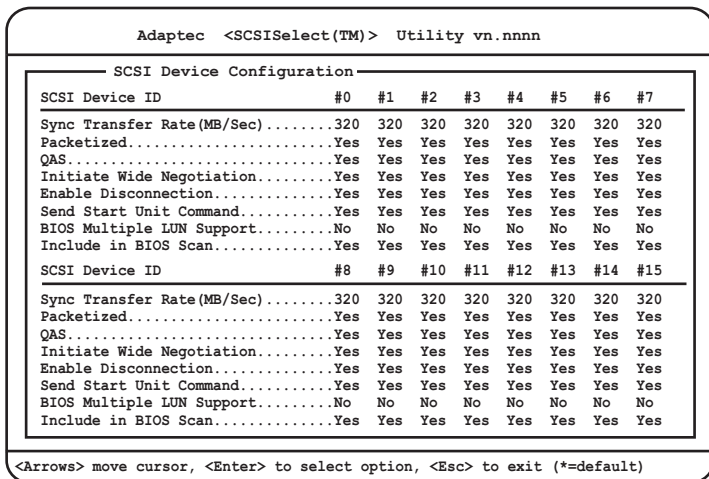 Adaptec <SCSISelect(TM)> Utility vn.nnnn
SCSI Device Configuration
SCSI Device ID #0 #1 #2 #3 #4 #5 #6 #7
Sync Transfer Rate(MB/Sec)........320 320 320 320 320 320 320 320
Packetized........................Yes Yes Yes Yes Yes Yes Yes Yes
QAS...............................Yes Yes Yes Yes Yes Yes Yes Yes
Initiate Wide Negotiation.........Yes Yes Yes Yes Yes Yes Yes Yes
Enable Disconnection..............Yes Yes Yes Yes Yes Yes Yes Yes
Send Start Unit Command...........Yes Yes Yes Yes Yes Yes Yes Yes
BIOS Multiple LUN Support.........No No No No No No No No
Include in BIOS Scan..............Yes Yes Yes Yes Yes Yes Yes Yes
SCSI Device ID #8 #9 #10 #11 #12 #13 #14 #15
Sync Transfer Rate(MB/Sec)........320 320 320 320 320 320 320 320
Packetized........................Yes Yes Yes Yes Yes Yes Yes Yes
QAS...............................Yes Yes Yes Yes Yes Yes Yes Yes
Initiate Wide Negotiation.........Yes Yes Yes Yes Yes Yes Yes Yes
Enable Disconnection..............Yes Yes Yes Yes Yes Yes Yes Yes
Send Start Unit Command...........Yes Yes Yes Yes Yes Yes Yes Yes
BIOS Multiple LUN Support.........No No No No No No No No
Include in BIOS Scan..............Yes Yes Yes Yes Yes Yes Yes Yes
<Arrows> move cursor, <Enter> to select option, <Esc> to exit (*=default)